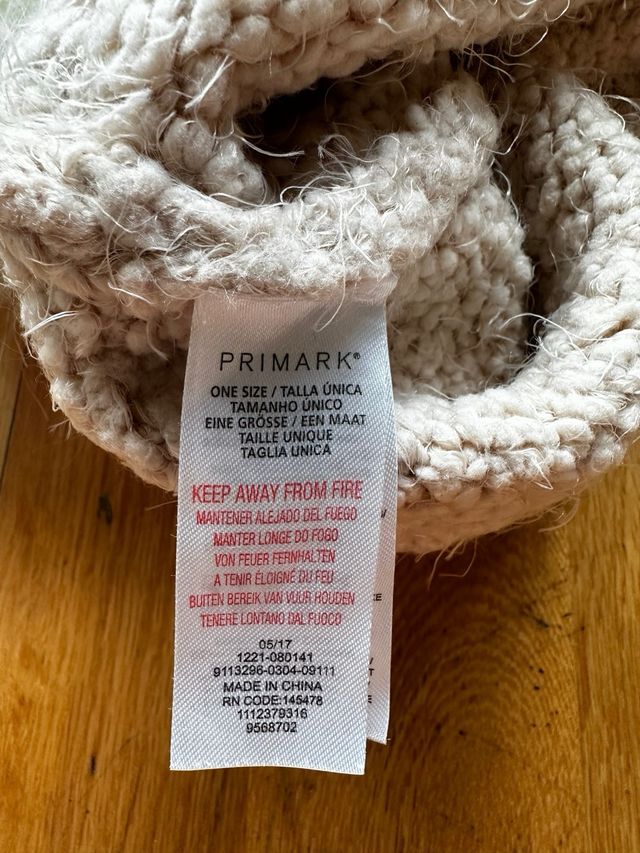 PRIMARK®
ONE SIZE / TALLA ÚNICA
TAMANHO ÚNICO
EINE GRÖSSE / EEN MAAT
TAILLE UNIQUE
TAGLIA UNICA
KEEP AWAY FROM FIRE
MANTENER ALEJADO DEL FUEGO
MANTER LONGE DO FOGO
VON FEUER FERNHALTEN
A TENIR ÉLOIGNÉ DU FEU
BUITEN BEREIK VAN VUUR HOUDEN
TENERE LONTANO DAL FUOCO
05/17
1221-080141
9113296-0304-09111
MADE IN CHINA
RN CODE:145478
1112379316
9568702